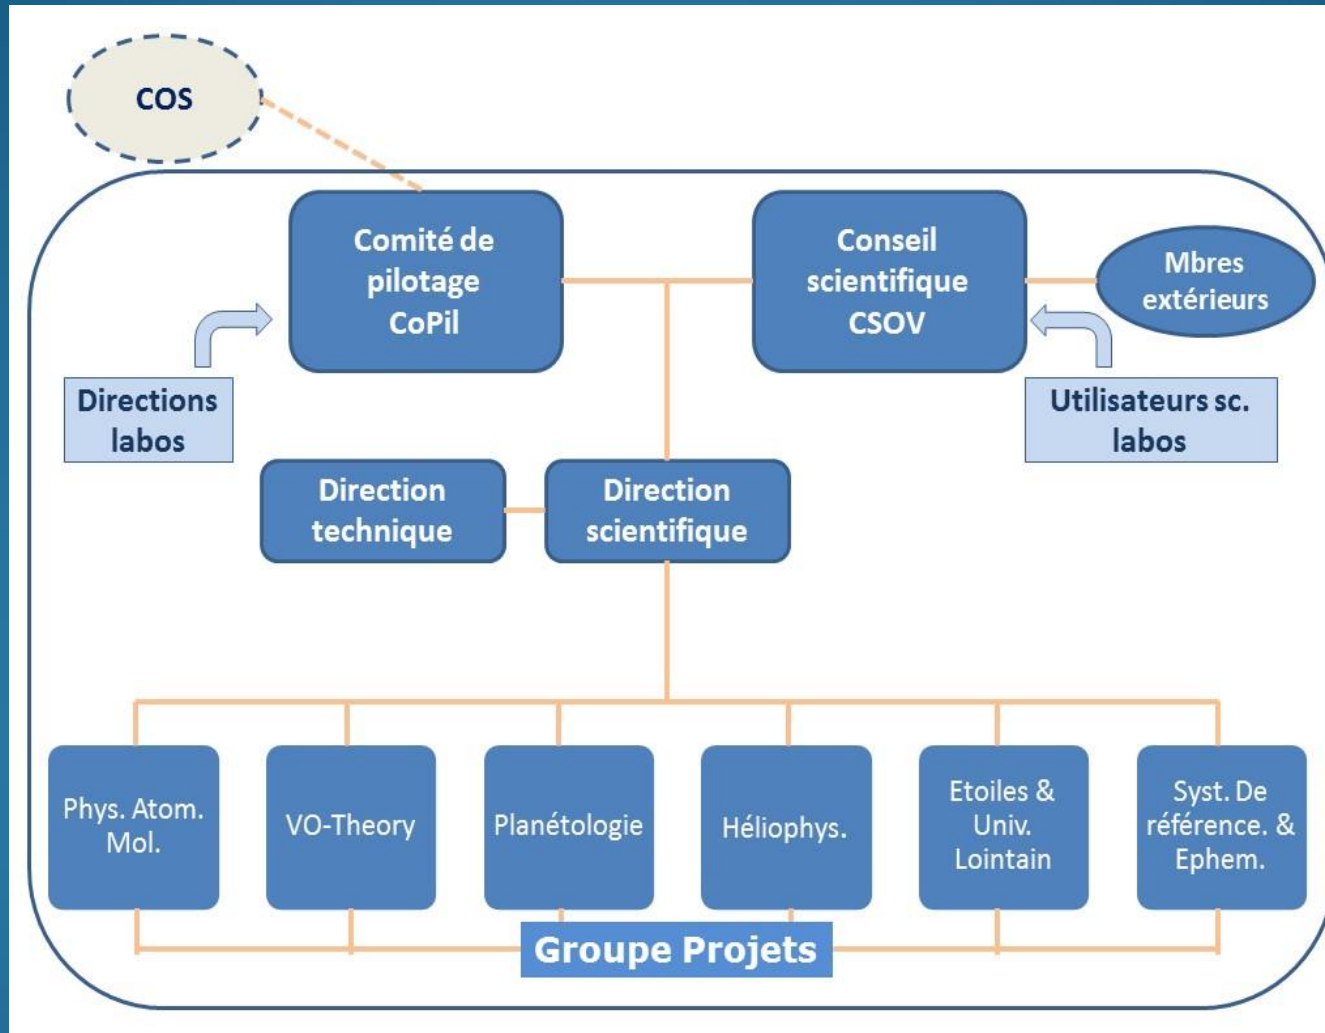 COS
Comité de
pilotage
CoPil
Conseil
scientifique
CSOV
Mbres
extérieurs
Directions
labos
Utilisateurs sc.
labos
Direction
technique
Direction
scientifique
Phys. Atom.
Mol.
VO-Theory
Planétologie
Héliophys.
Etoiles &
Univ.
Lointain
Syst. De
référence. &
Ephem.
Groupe Projets